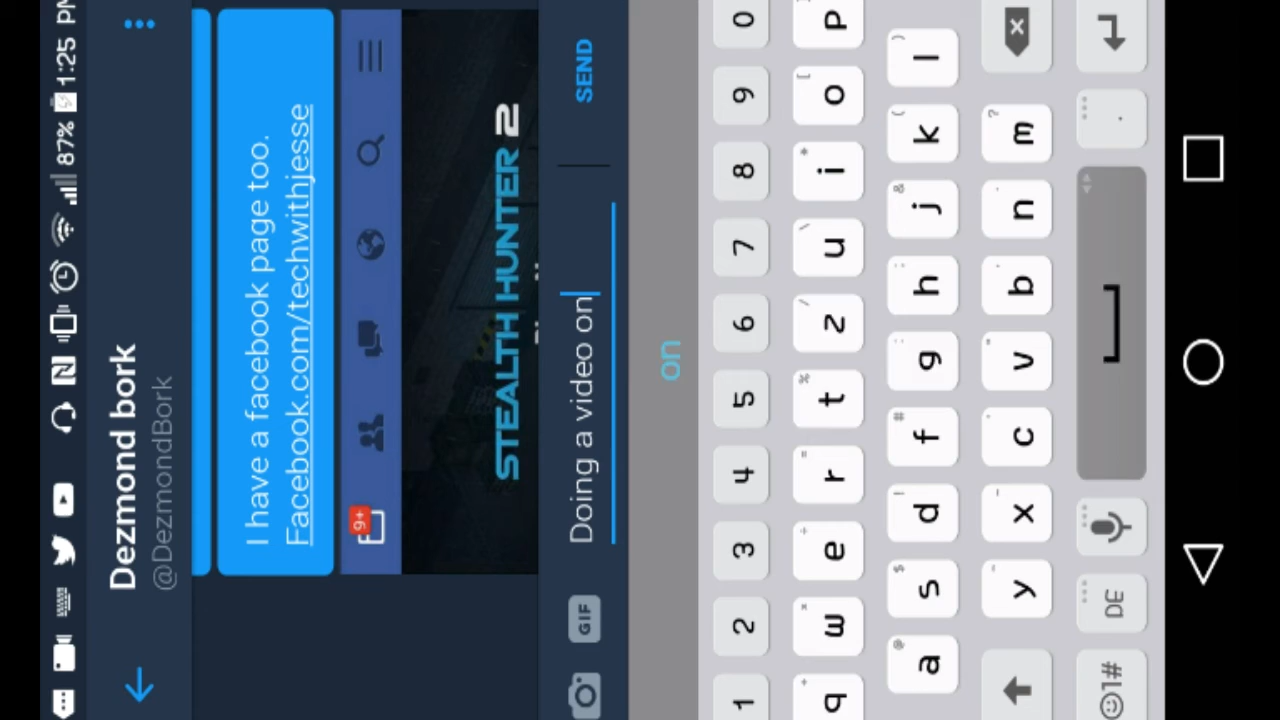 87% 1:25 PM
Dezmond bork
@DezmondBork
I have a facebook page too.
Facebook.com/techwithjesse
9+
STEALTH HUNTER 2
GIF
Doing a video on
SEND
on
1 2 3 4 5 6 7 8 9 0
q w e r t z u i o p
a s d f g h j k l
y x c v b n m
1#
DE
.